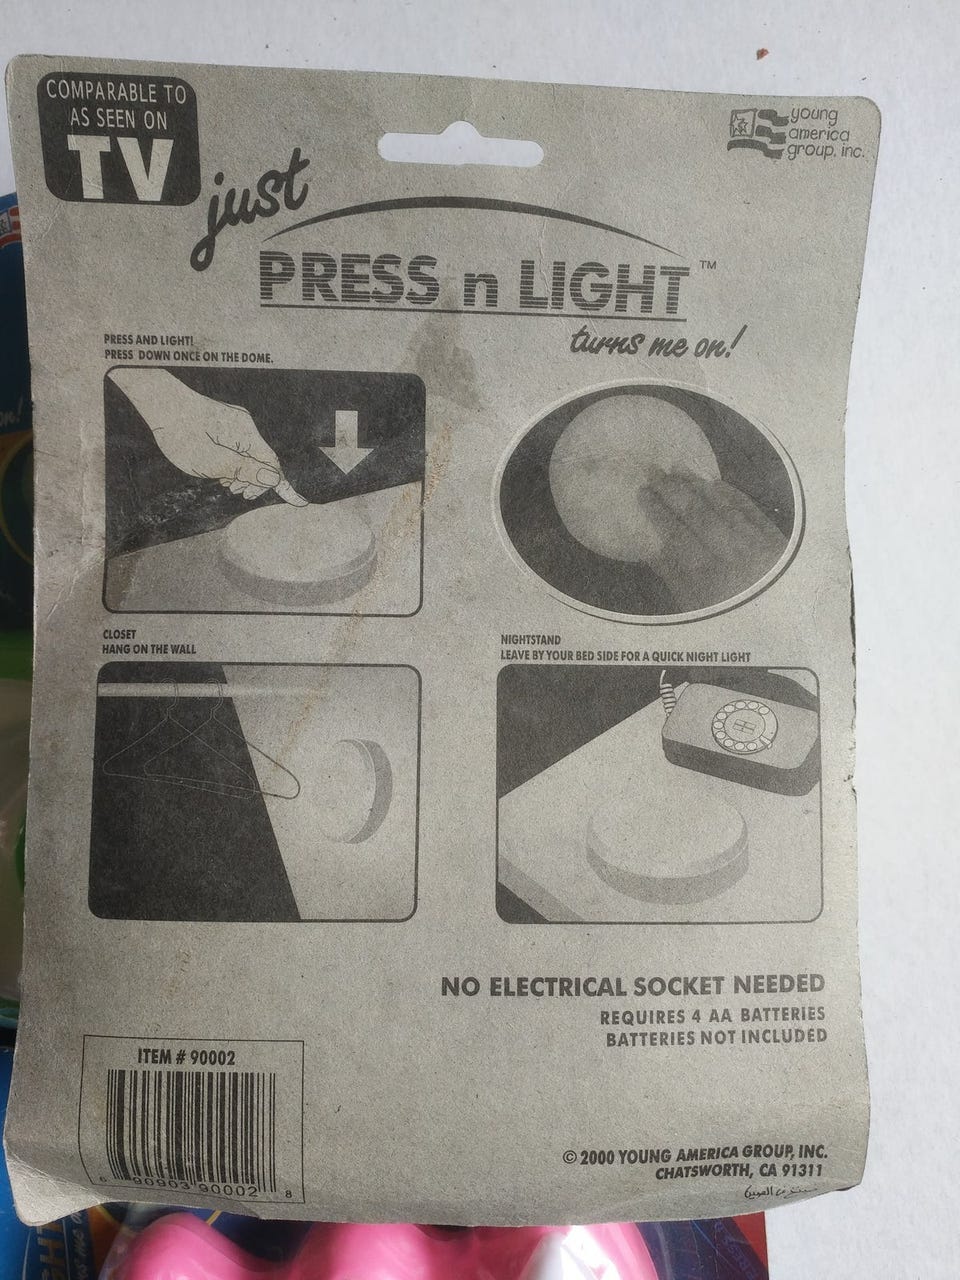 COMPARABLE TO
AS SEEN ON
TV
young
america
group, inc.
just
PRESS n LIGHT™
turns me on!
PRESS AND LIGHT!
PRESS DOWN ONCE ON THE DOME.
CLOSET
HANG ON THE WALL
NIGHTSTAND
LEAVE BY YOUR BED SIDE FOR A QUICK NIGHT LIGHT
NO ELECTRICAL SOCKET NEEDED
REQUIRES 4 AA BATTERIES
BATTERIES NOT INCLUDED
ITEM # 90002
6 90903 90002 8
© 2000 YOUNG AMERICA GROUP, INC.
CHATSWORTH, CA 91311